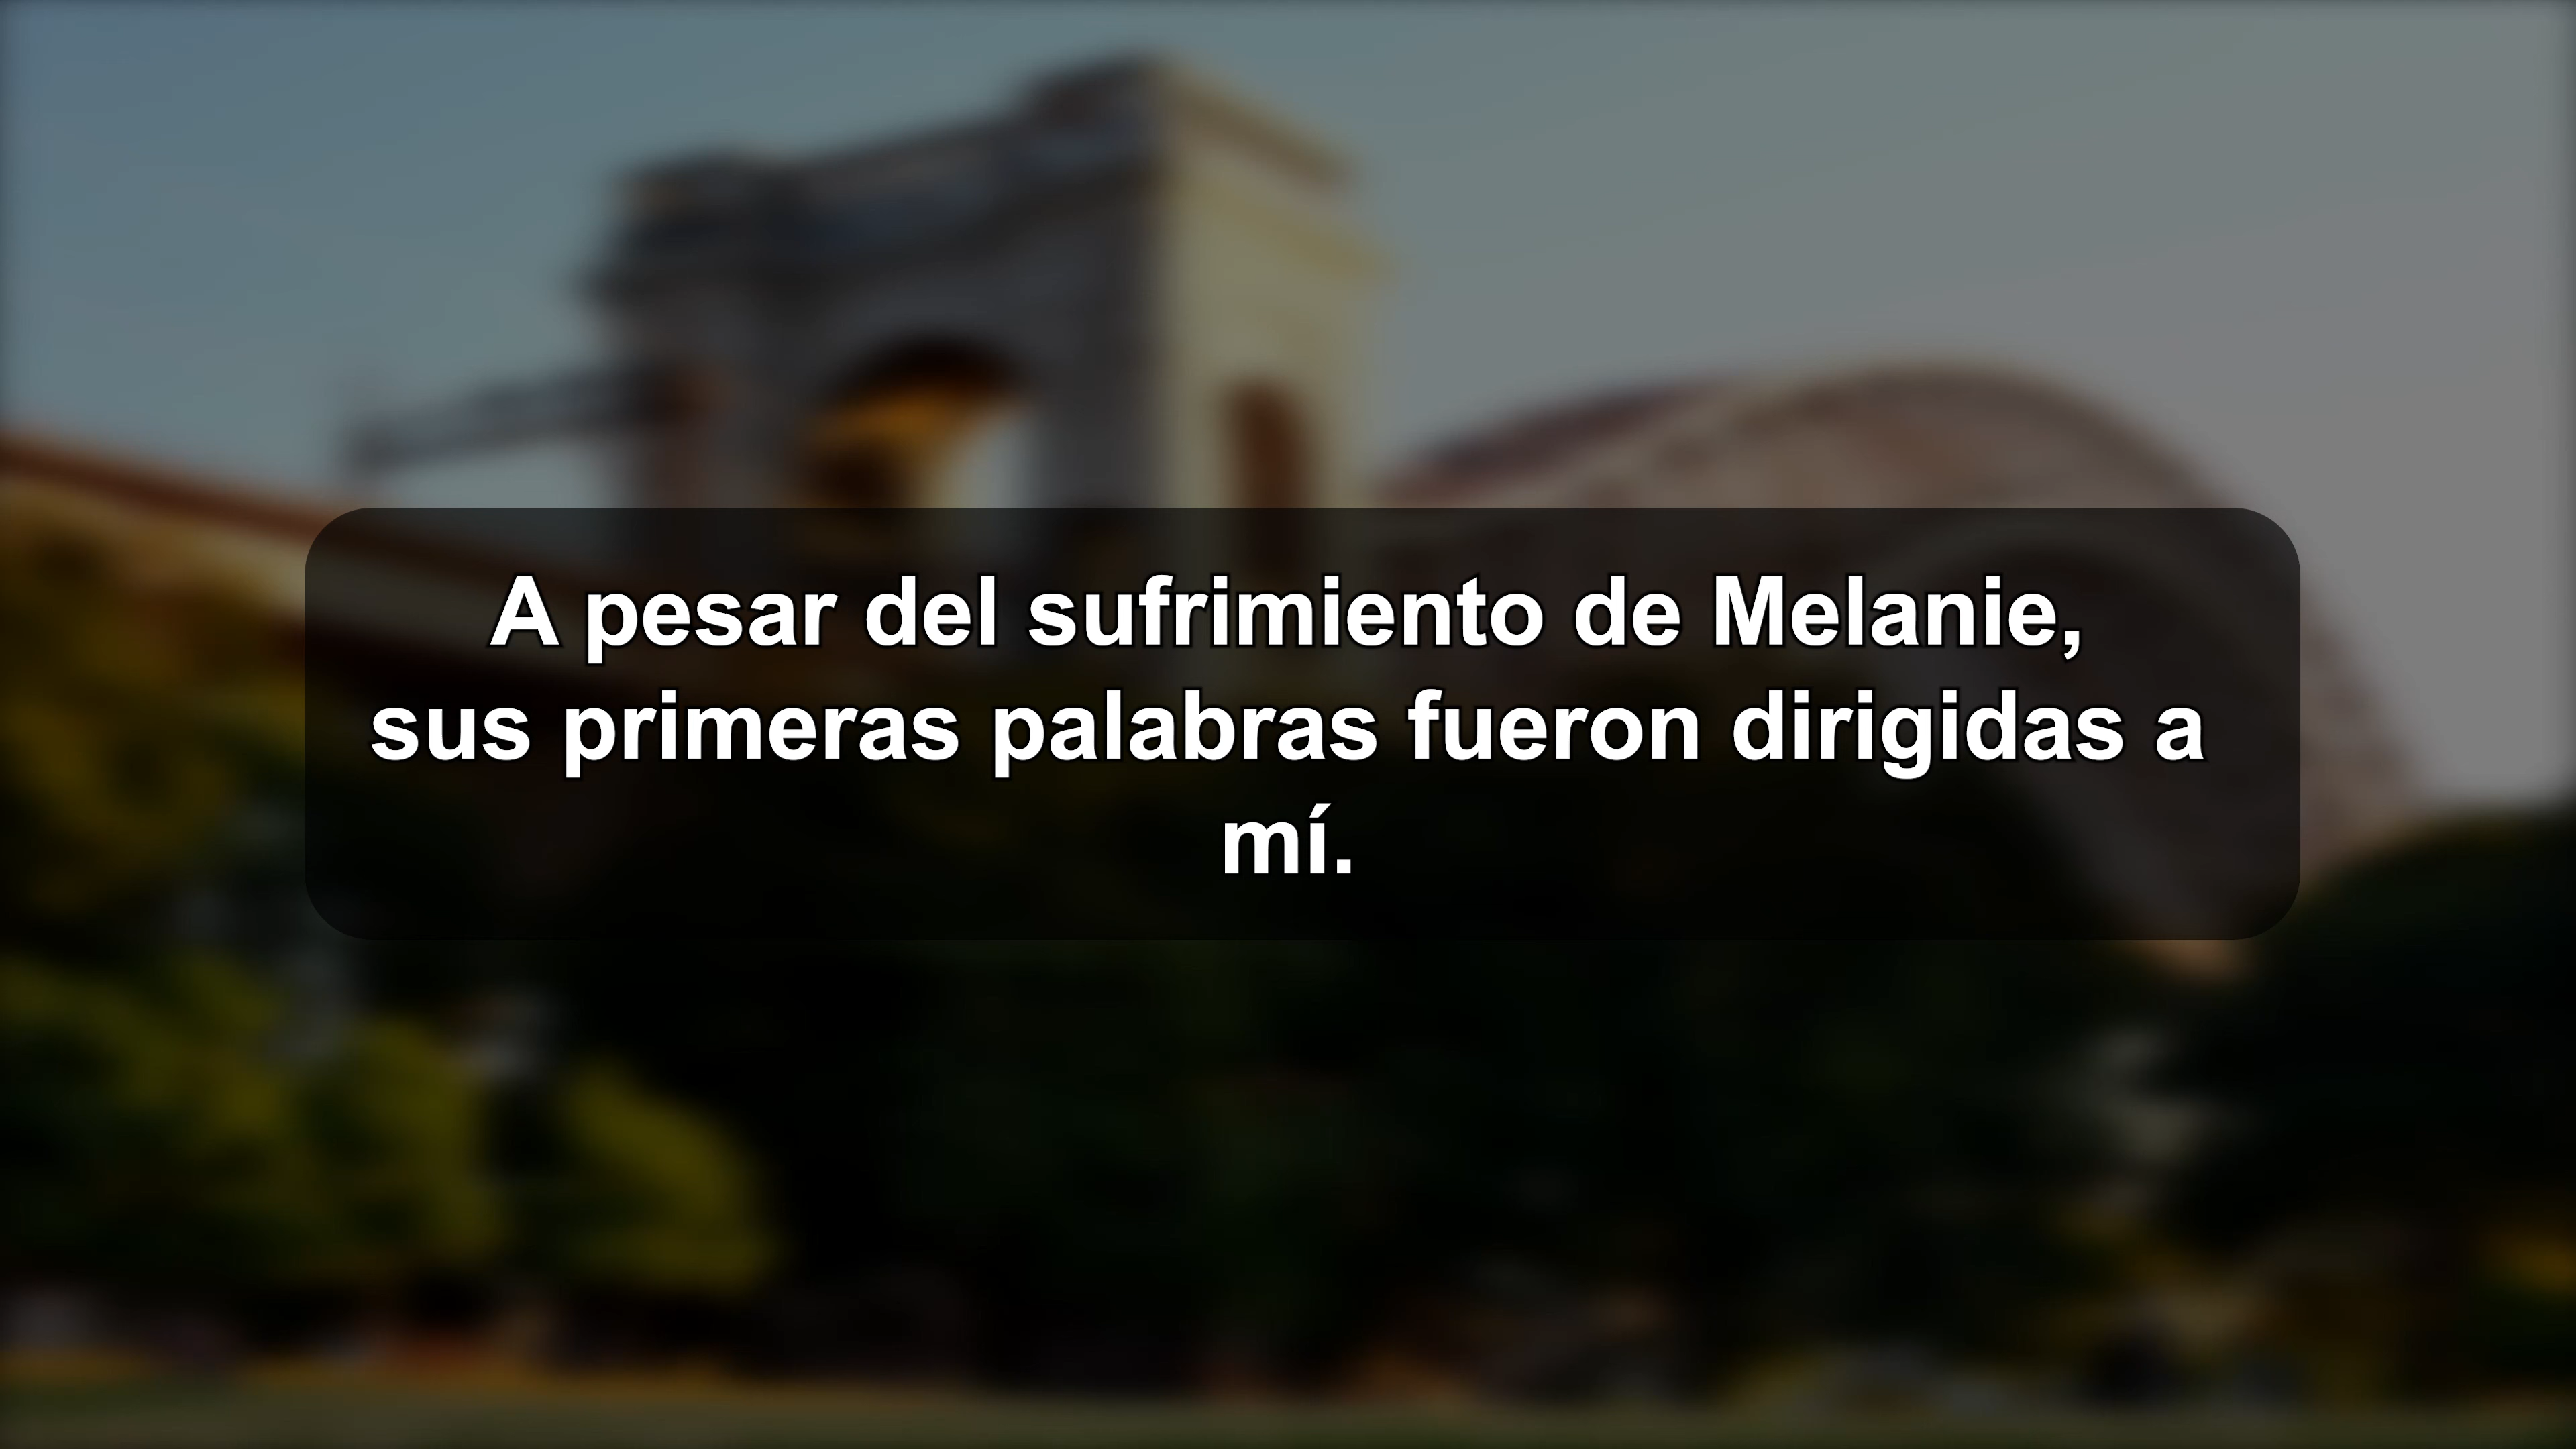 A pesar del sufrimiento de Melanie,
sus primeras palabras fueron dirigidas a
mí.